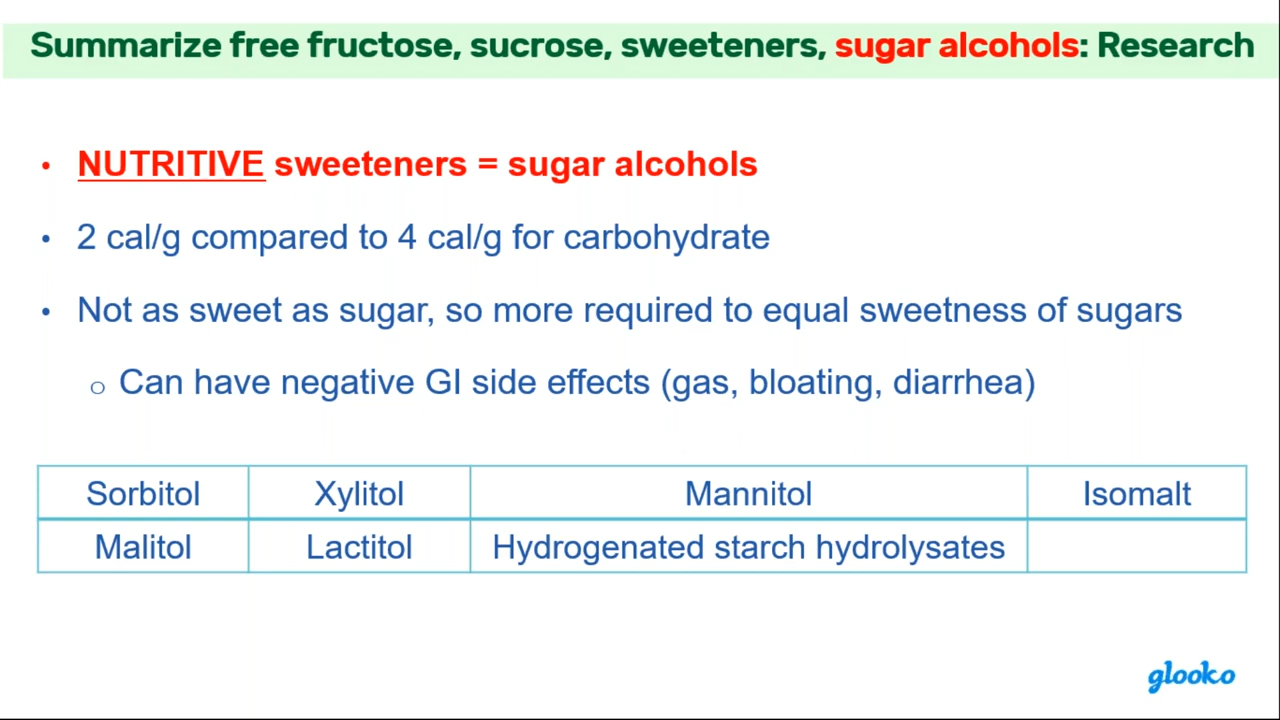 Summarize free fructose, sucrose, sweeteners, sugar alcohols: Research
• NUTRITIVE sweeteners = sugar alcohols
• 2 cal/g compared to 4 cal/g for carbohydrate
• Not as sweet as sugar, so more required to equal sweetness of sugars
o Can have negative GI side effects (gas, bloating, diarrhea)
Sorbitol Xylitol Mannitol Isomalt
Malitol Lactitol Hydrogenated starch hydrolysates
glooko